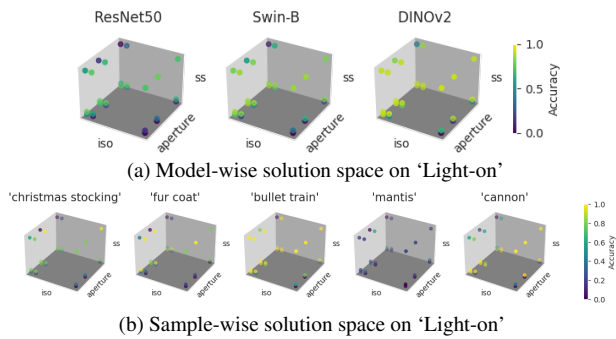 ResNet50 Swin-B DINOv2
ss ss ss
iso aperture iso aperture iso aperture
1.0
0.5
0.0
Accuracy
(a) Model-wise solution space on ‘Light-on’
'christmas stocking' 'fur coat' 'bullet train' 'mantis' 'cannon'
ss ss ss ss ss
iso aperture iso aperture iso aperture iso aperture iso aperture
1.0
0.8
0.6
0.4
0.2
0.0
Accuracy
(b) Sample-wise solution space on ‘Light-on’